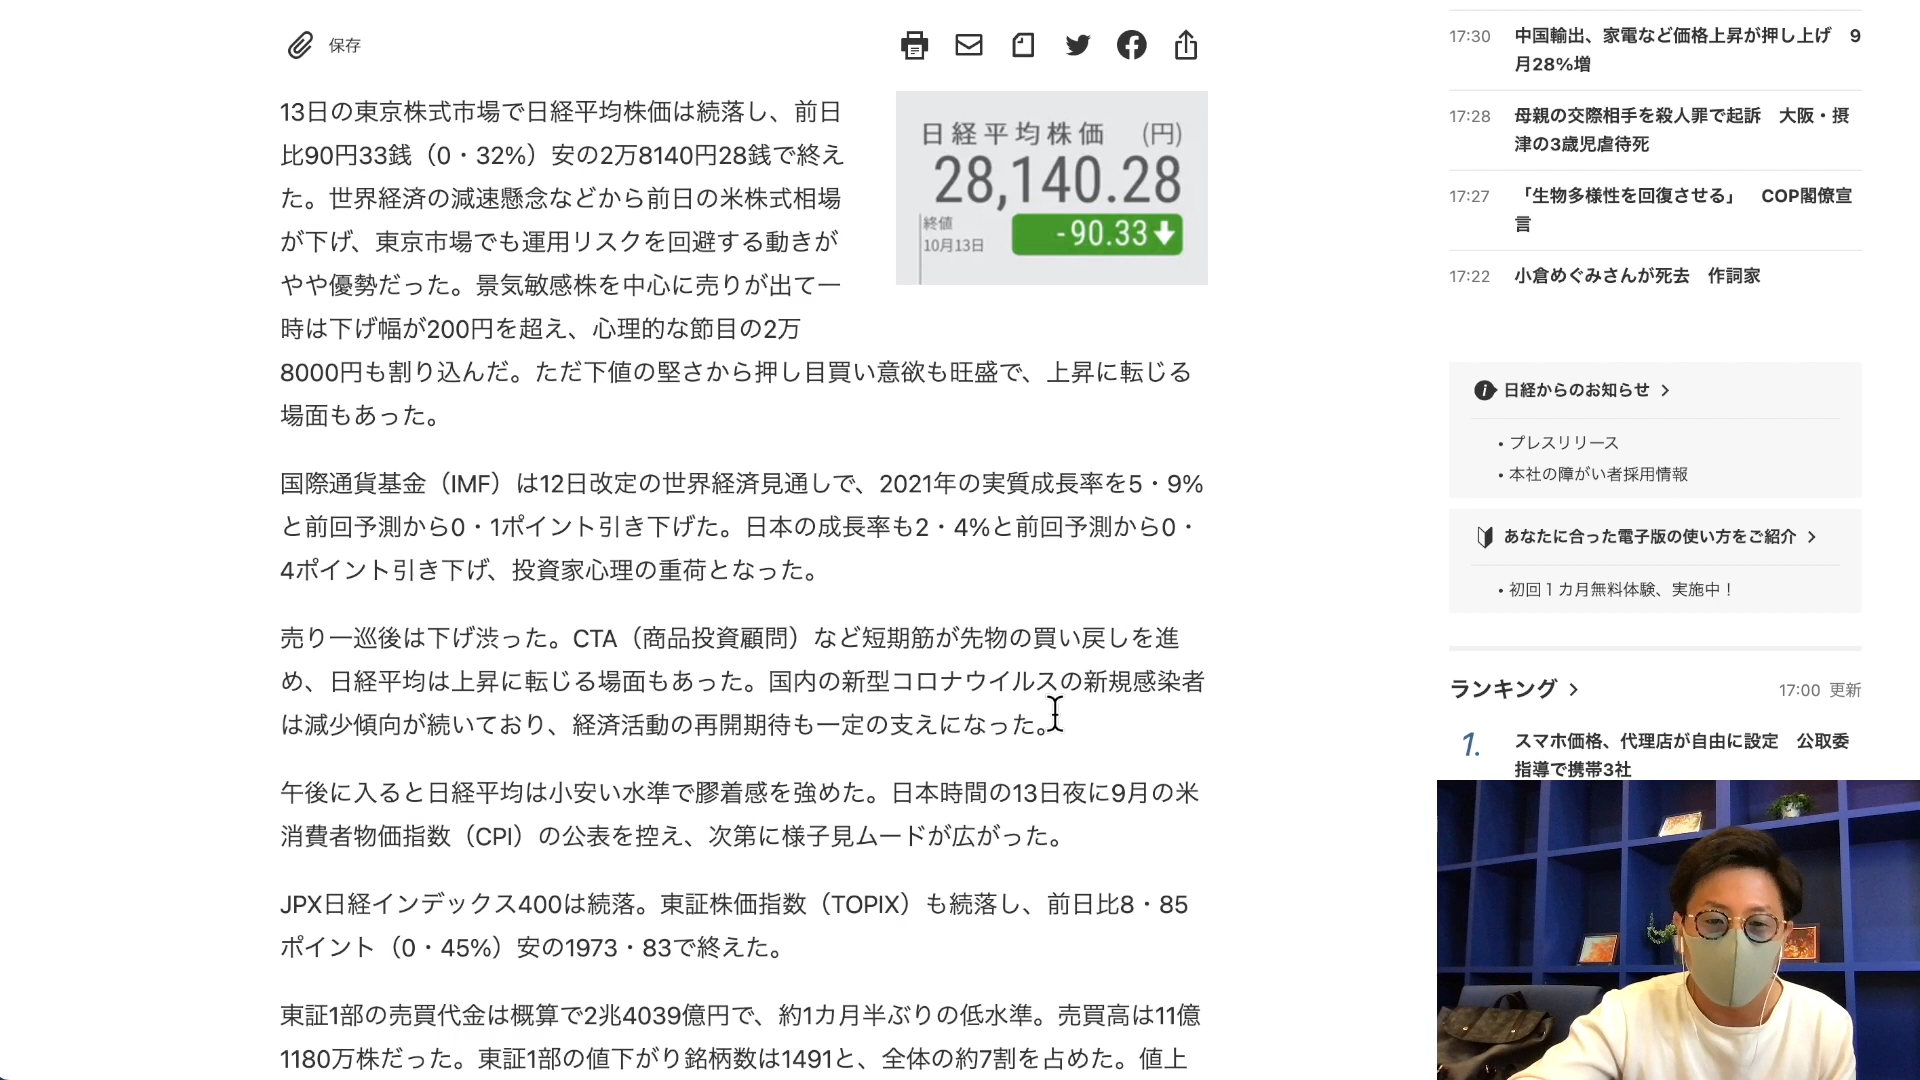 保存
13日の東京株式市場で日経平均株価は続落し、前日
比90円33銭（0・32%）安の2万8140円28銭で終え
た。世界経済の減速懸念などから前日の米株式相場
が下げ、東京市場でも運用リスクを回避する動きが
やや優勢だった。景気敏感株を中心に売りが出て一
時は下げ幅が200円を超え、心理的な節目の2万
8000円も割り込んだ。ただ下値の堅さから押し目買い意欲も旺盛で、上昇に転じる
場面もあった。
日経平均株価 (円)
28,140.28
終値
10月13日
-90.33
国際通貨基金（IMF）は12日改定の世界経済見通しで、2021年の実質成長率を5・9%
と前回予測から0・1ポイント引き下げた。日本の成長率も2・4%と前回予測から0・
4ポイント引き下げ、投資家心理の重荷となった。
売り一巡後は下げ渋った。CTA（商品投資顧問）など短期筋が先物の買い戻しを進
め、日経平均は上昇に転じる場面もあった。国内の新型コロナウイルスの新規感染者
は減少傾向が続いており、経済活動の再開期待も一定の支えになった。
午後に入ると日経平均は小安い水準で膠着感を強めた。日本時間の13日夜に9月の米
消費者物価指数（CPI）の公表を控え、次第に様子見ムードが広がった。
JPX日経インデックス400は続落。東証株価指数（TOPIX）も続落し、前日比8・85
ポイント（0・45%）安の1973・83で終えた。
東証1部の売買代金は概算で2兆4039億円で、約1カ月半ぶりの低水準。売買高は11億
1180万株だった。東証1部の値下がり銘柄数は1491と、全体の約7割を占めた。値上
17:30 中国輸出、家電など価格上昇が押し上げ　9
月28%増
17:28 母親の交際相手を殺人罪で起訴　大阪・摂
津の3歳児虐待死
17:27 「生物多様性を回復させる」　COP閣僚宣
言
17:22 小倉めぐみさんが死去　作詞家
日経からのお知らせ
・プレスリリース
・本社の障がい者採用情報
あなたに合った電子版の使い方をご紹介
・初回１カ月無料体験、実施中！
ランキング 17:00 更新
1. スマホ価格、代理店が自由に設定　公取委
指導で携帯3社